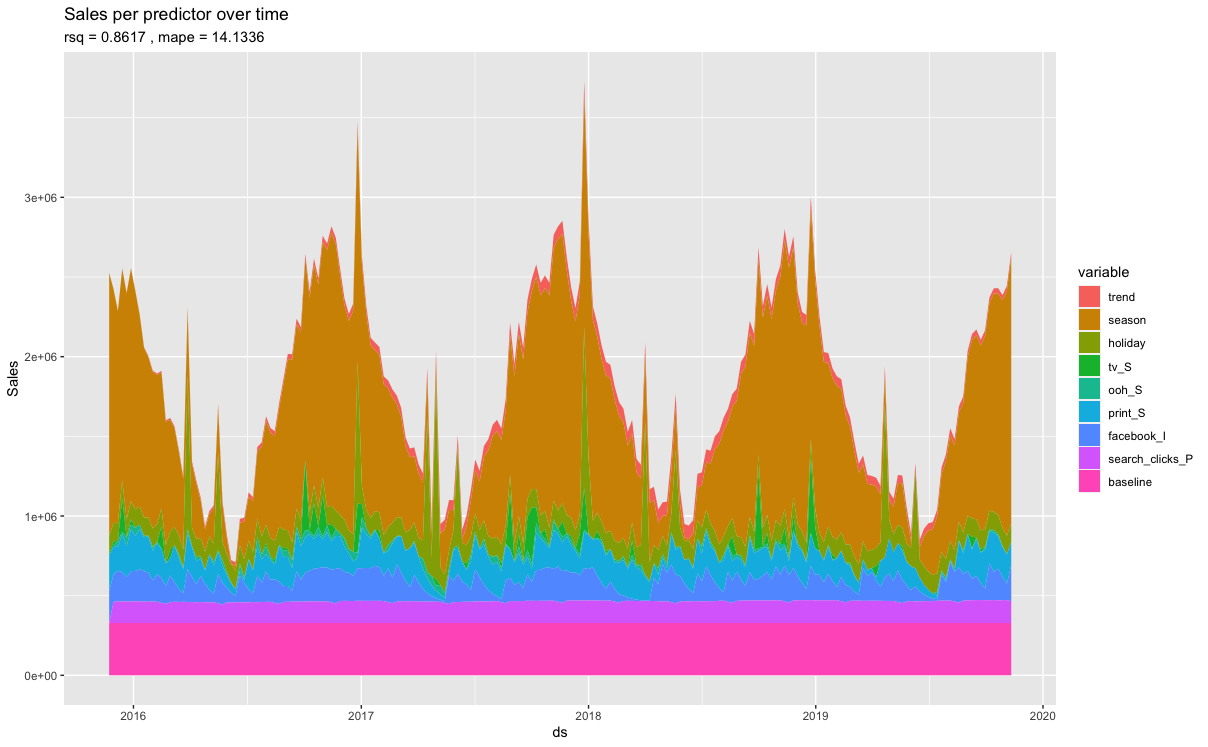 Sales per predictor over time
rsq = 0.8617 , mape = 14.1336
3e+06
2e+06
1e+06
0e+00
Sales
2016
2017
2018
2019
2020
ds
variable
trend
season
holiday
tv_S
ooh_S
print_S
facebook_I
search_clicks_P
baseline